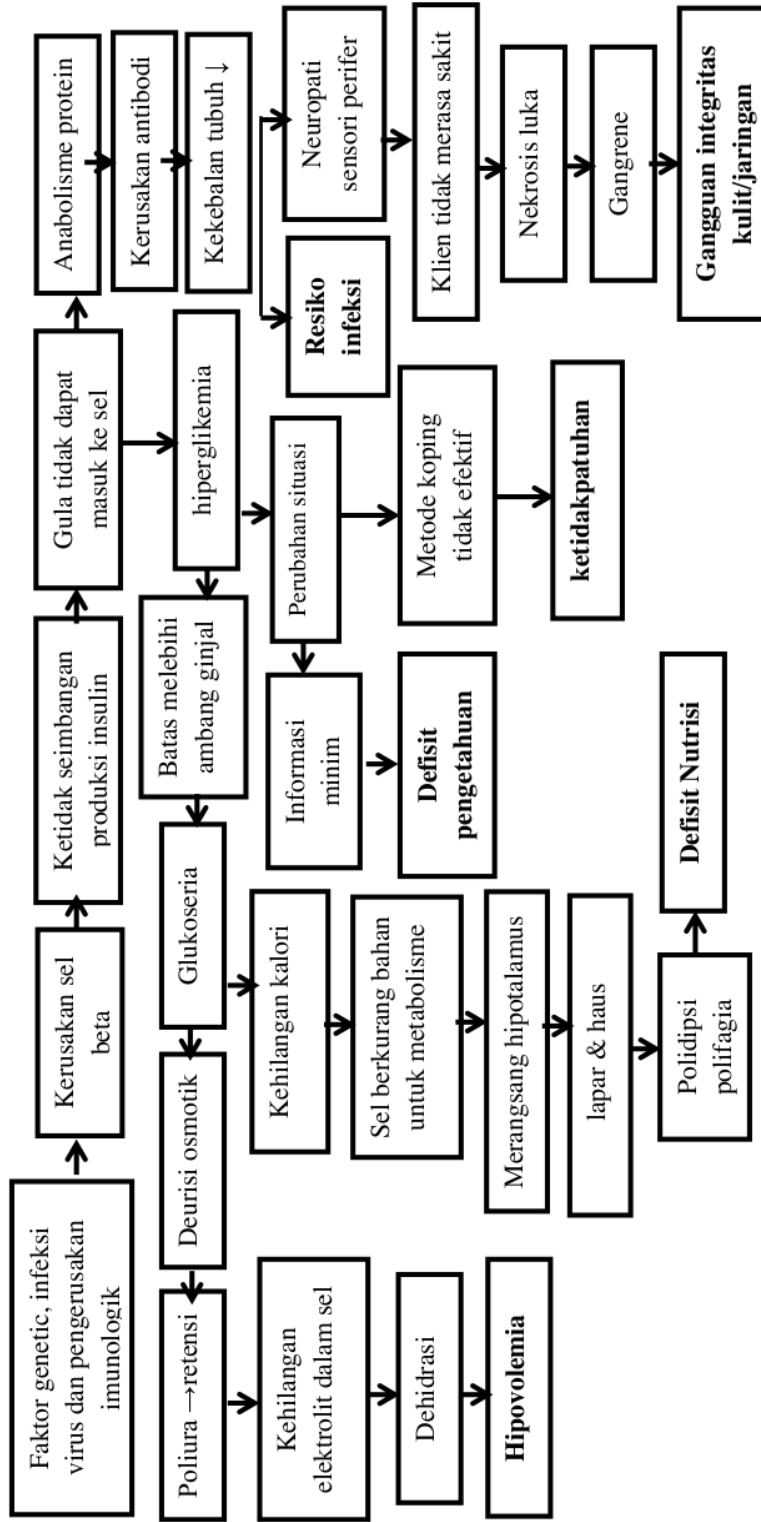 Faktor genetic, infeksi
virus dan pengerusakan
imunologik
Kerusakan sel
beta
Ketidak seimbangan
produksi insulin
Gula tidak dapat
masuk ke sel
Anabolisme protein
Kerusakan antibodi
Kekebalan tubuh ↓
Poliura →retensi
Deurisi osmotik
Glukoseria
Batas melebihi
ambang ginjal
hiperglikemia
Kehilangan
elektrolit dalam sel
Dehidrasi
Hipovolemia
Kehilangan kalori
Sel berkurang bahan
untuk metabolisme
Merangsang hipotalamus
lapar & haus
Polidipsi
polifagia
Defisit Nutrisi
Informasi
minim
Defisit
pengetahuan
Perubahan situasi
Metode koping
tidak efektif
ketidakpatuhan
Resiko
infeksi
Neuropati
sensori perifer
Klien tidak merasa sakit
Nekrosis luka
Gangrene
Gangguan integritas
kulit/jaringan